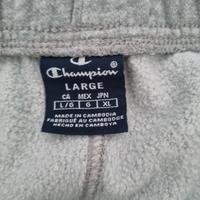 Champion
LARGE
CA MEX JPN
L/G G XL
MADE IN CAMBODIA
FABRIQUÉ AU CAMBODGE
HECHO EN CAMBOYA